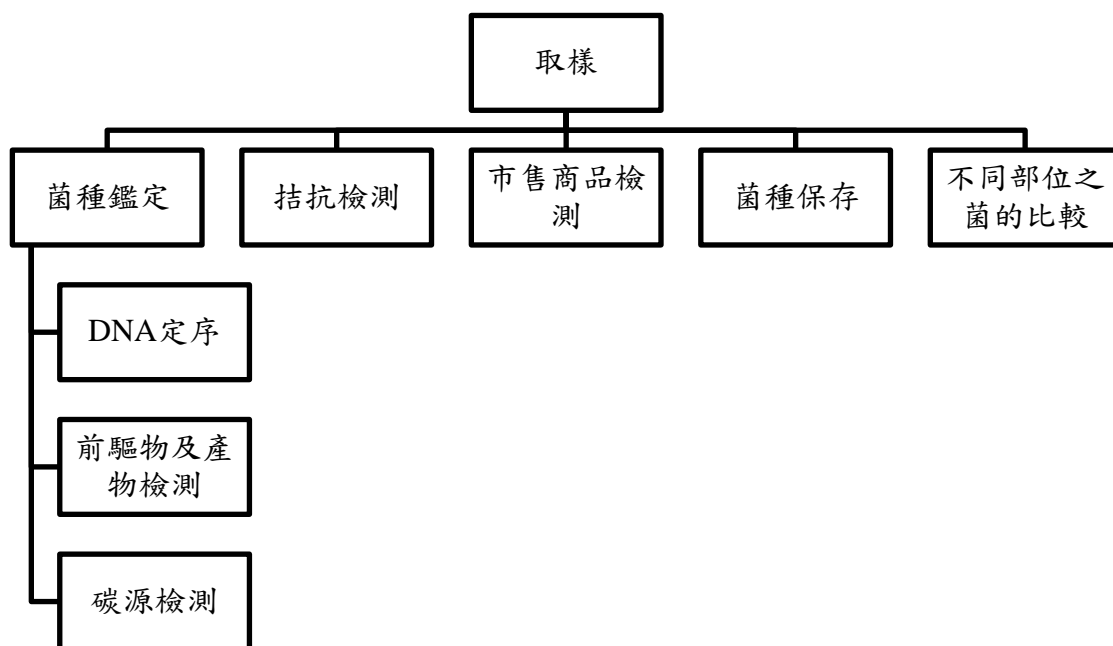 取樣
菌種鑑定
拮抗檢測
市售商品檢
測
菌種保存
不同部位之
菌的比較
DNA定序
前驅物及產
物檢測
碳源檢測